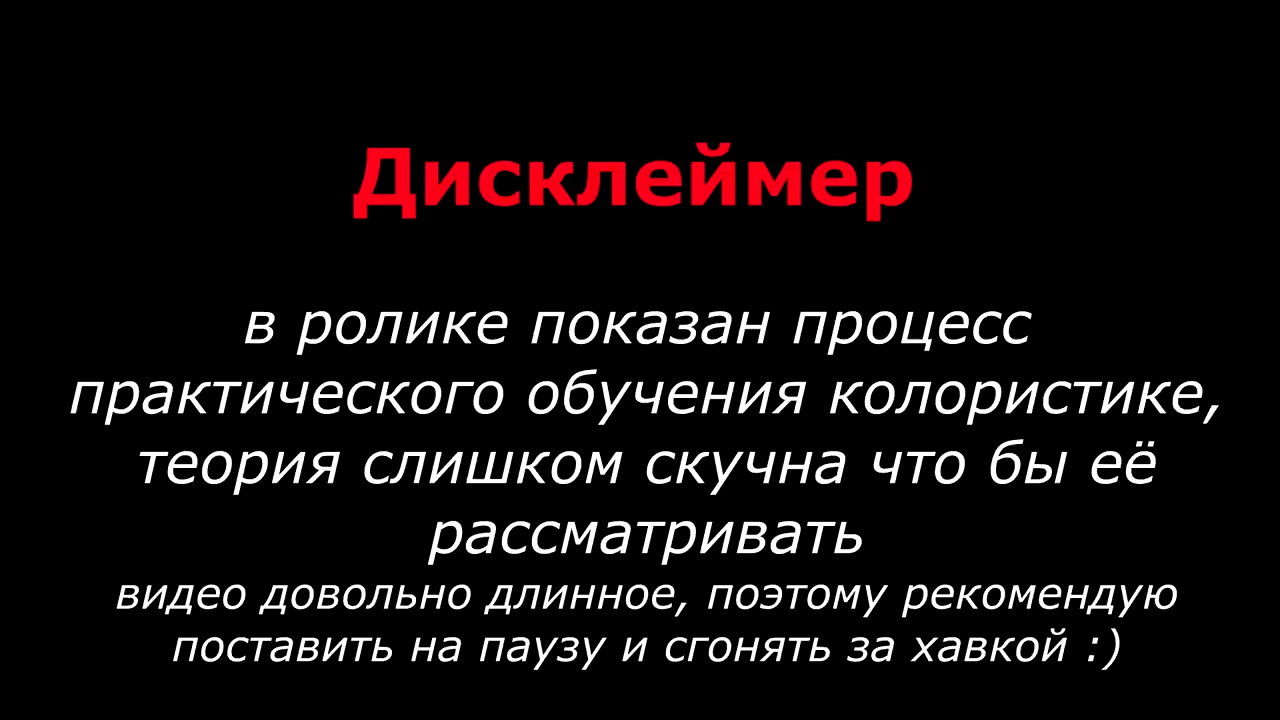 Дисклеймер
в ролике показан процесс
практического обучения колористике,
теория слишком скучна что бы её
рассматривать
видео довольно длинное, поэтому рекомендую
поставить на паузу и сгонять за хавкой :)